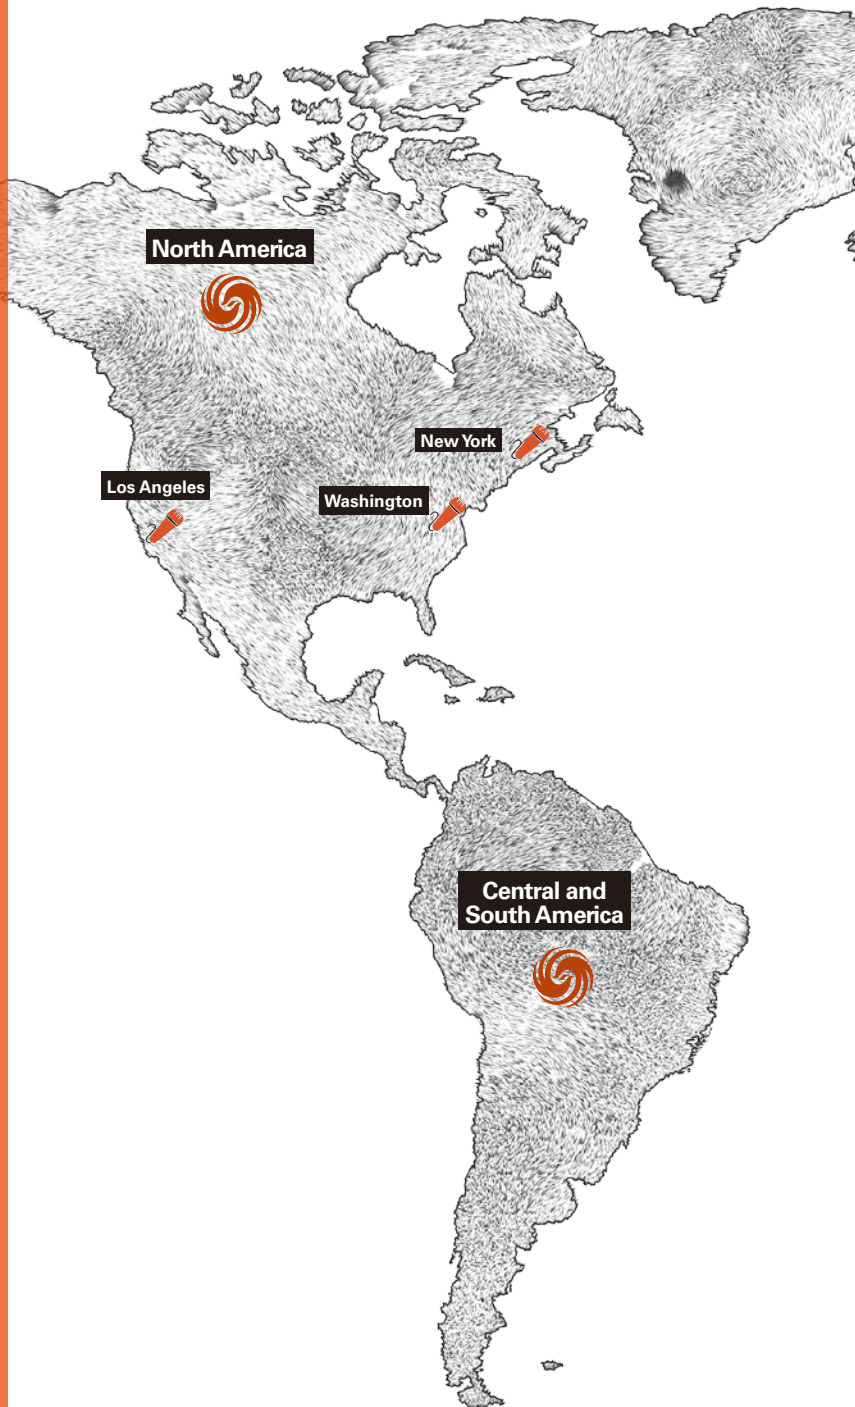 North America
New York
Los Angeles
Washington
Central and
South America